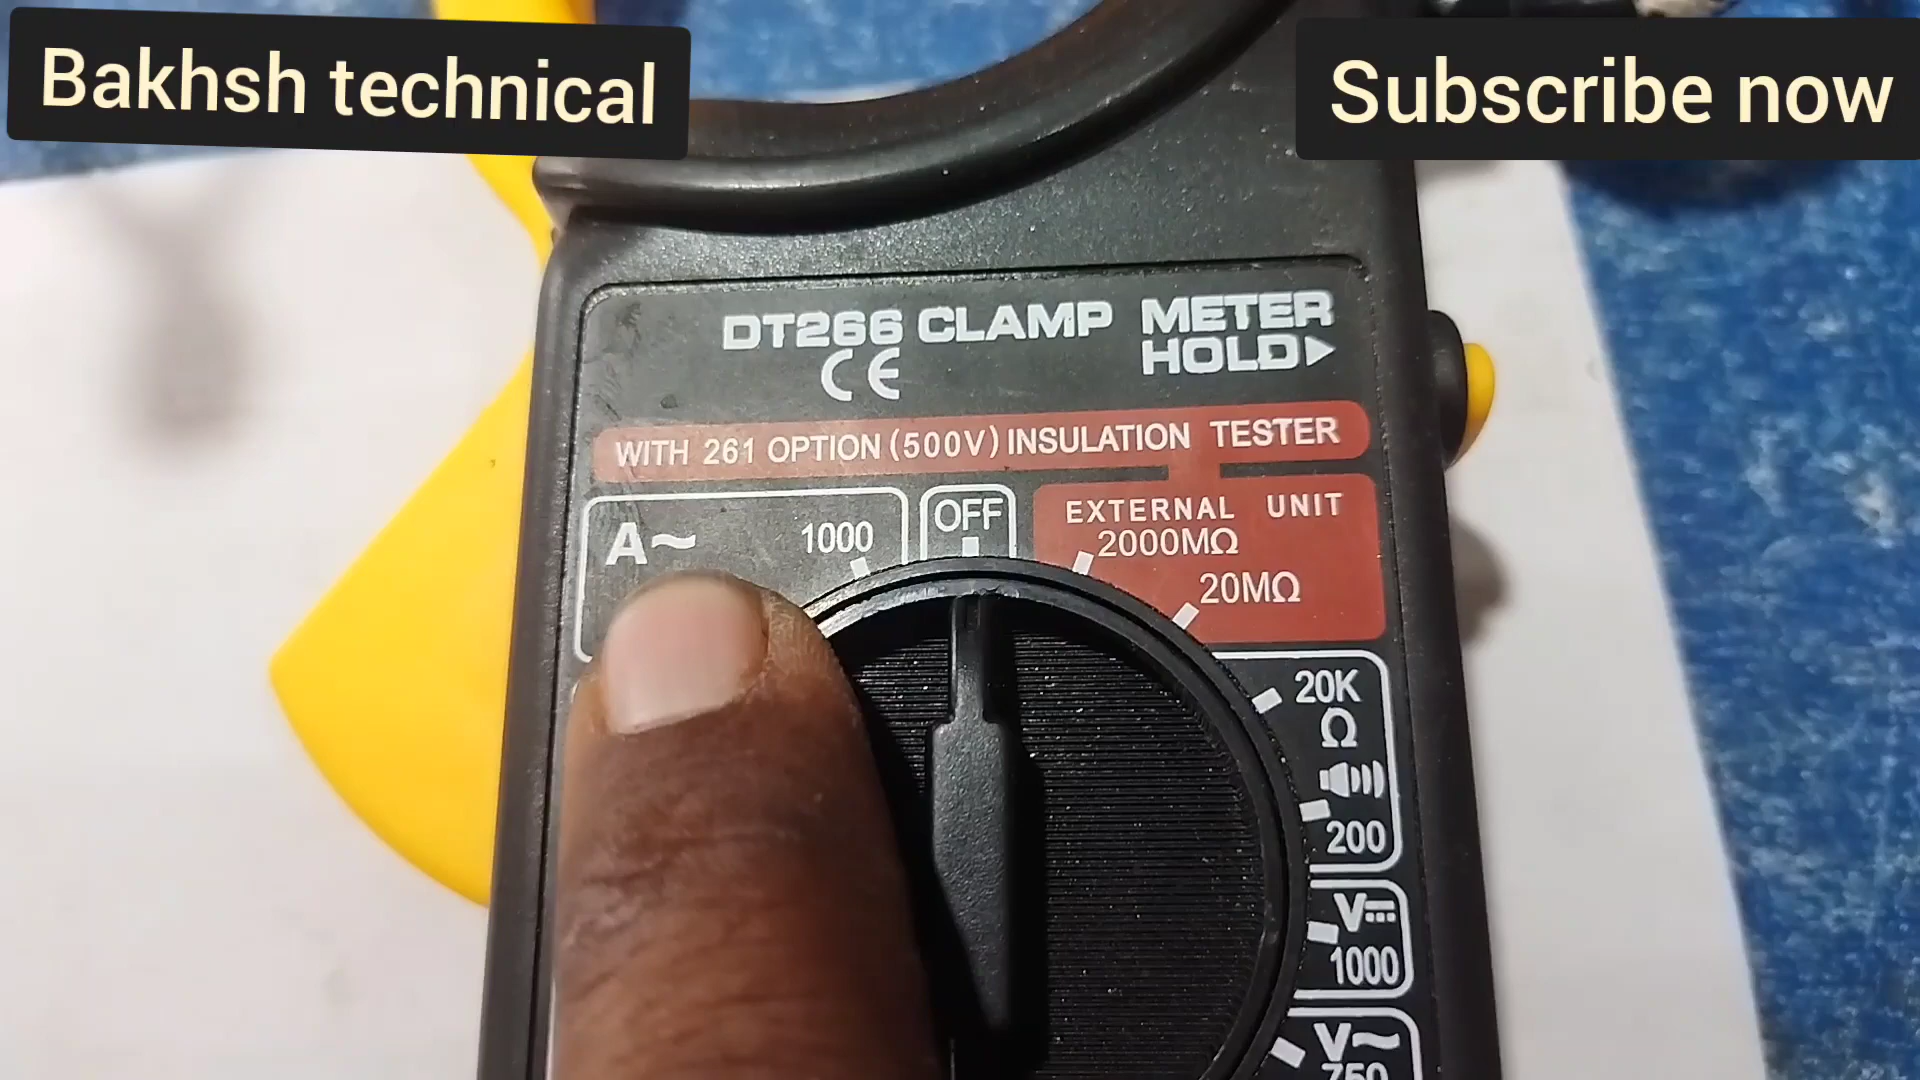 Bakhsh technical
Subscribe now
DT266 CLAMP METER
CE
HOLD
WITH 261 OPTION (500V) INSULATION TESTER
A~
1000
OFF
EXTERNAL UNIT
2000MΩ
20MΩ
20K
Ω
200
V
1000
V~
750